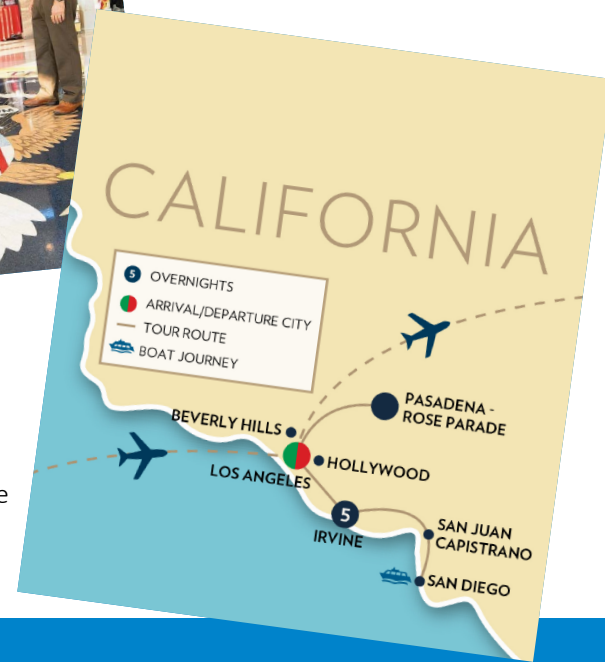 CALIFORNIA
5 OVERNIGHTS
ARRIVAL/DEPARTURE CITY
TOUR ROUTE
BOAT JOURNEY
PASADENA -
ROSE PARADE
BEVERLY HILLS
HOLLYWOOD
LOS ANGELES
5
IRVINE
SAN JUAN
CAPISTRANO
SAN DIEGO
e